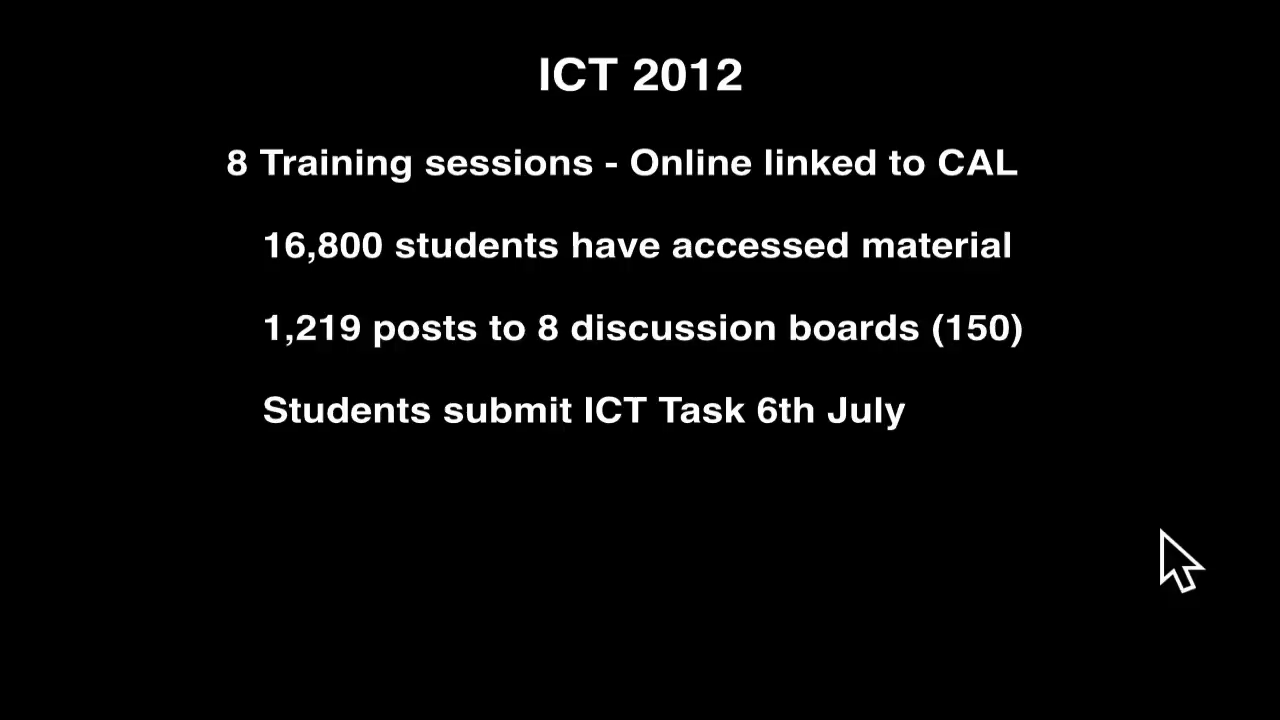 ICT 2012
8 Training sessions - Online linked to CAL
16,800 students have accessed material
1,219 posts to 8 discussion boards (150)
Students submit ICT Task 6th July